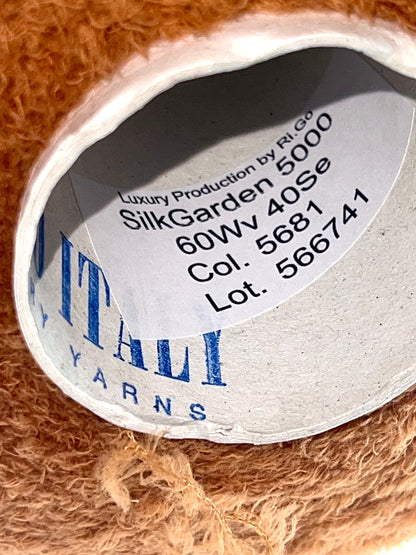 Luxury Production by RI.Go
SilkGarden 5000
60Wv 40Se
Col. 5681
Lot. 566741
ITALY
YARNS